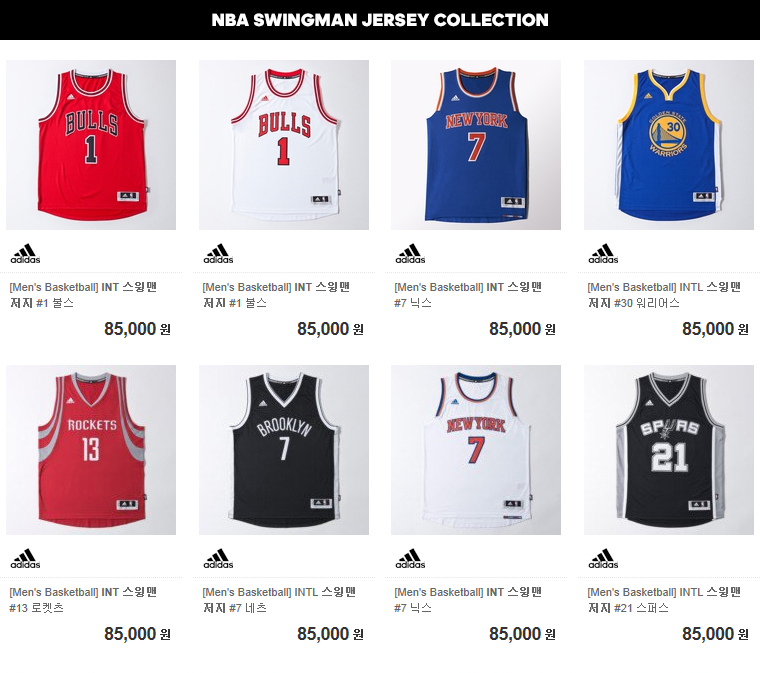 NBA SWINGMAN JERSEY COLLECTION
BULLS
1
BULLS
1
NEW YORK
7
GOLDEN STATE
30
WARRIORS
adidas
adidas
adidas
adidas
[Men's Basketball] INT 스윙맨
저지 #1 불스
85,000 원
[Men's Basketball] INT 스윙맨
저지 #1 불스
85,000 원
[Men's Basketball] INT 스윙맨
#7 닉스
85,000 원
[Men's Basketball] INTL 스윙맨
저지 #30 워리어스
85,000 원
ROCKETS
13
BROOKLYN
7
NEW YORK
7
SPURS
21
adidas
adidas
adidas
adidas
[Men's Basketball] INT 스윙맨
#13 로켓츠
85,000 원
[Men's Basketball] INTL 스윙맨
저지 #7 네츠
85,000 원
[Men's Basketball] INT 스윙맨
#7 닉스
85,000 원
[Men's Basketball] INTL 스윙맨
저지 #21 스퍼스
85,000 원